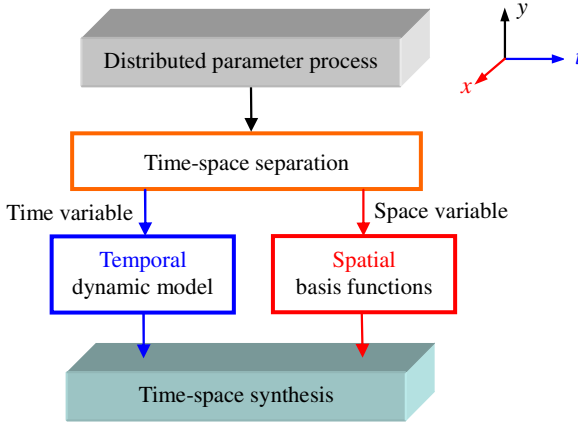 y
Distributed parameter process
t
x
Time-space separation
Time variable
Space variable
Temporal
dynamic model
Spatial
basis functions
Time-space synthesis